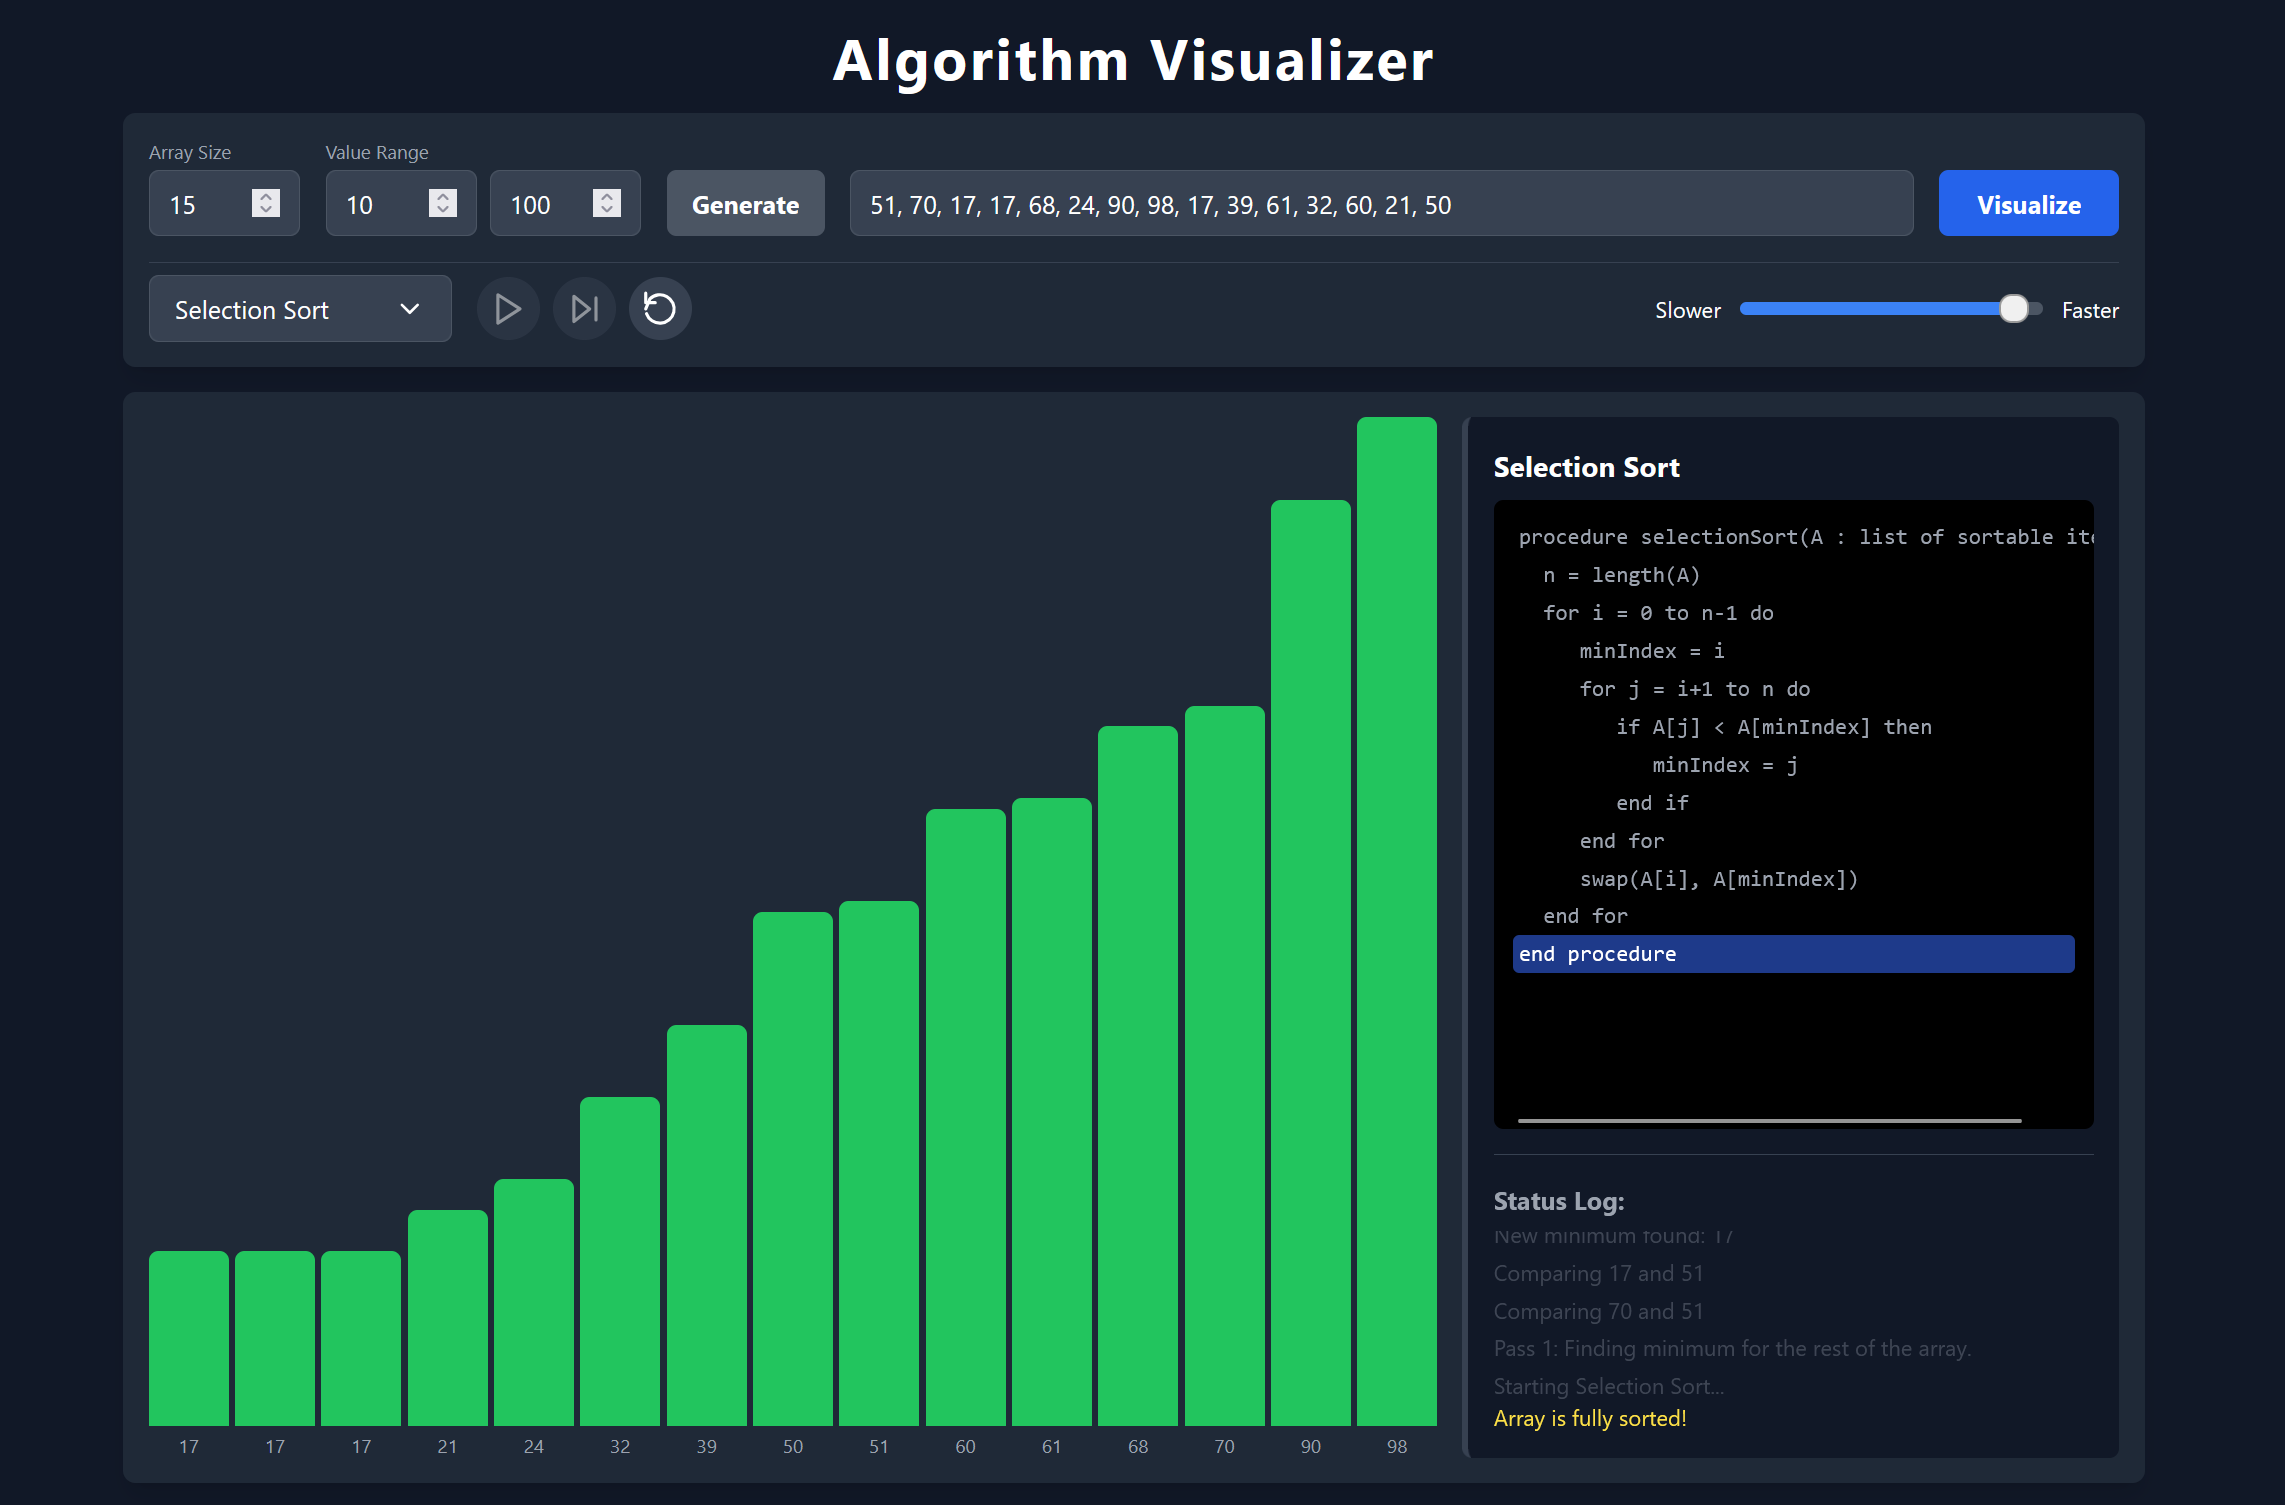 Algorithm Visualizer
Array Size
Value Range
15
10
100
Generate
51, 70, 17, 17, 68, 24, 90, 98, 17, 39, 61, 32, 60, 21, 50
Visualize
Selection Sort
Slower
Faster
Selection Sort
procedure selectionSort(A : list of sortable ite
n = length(A)
for i = 0 to n-1 do
minIndex = i
for j = i+1 to n do
if A[j] < A[minIndex] then
minIndex = j
end if
end for
swap(A[i], A[minIndex])
end for
end procedure
Status Log:
New minimum found: 17
Comparing 17 and 51
Comparing 70 and 51
Pass 1: Finding minimum for the rest of the array.
Starting Selection Sort...
Array is fully sorted!
17 17 17 21 24 32 39 50 51 60 61 68 70 90 98